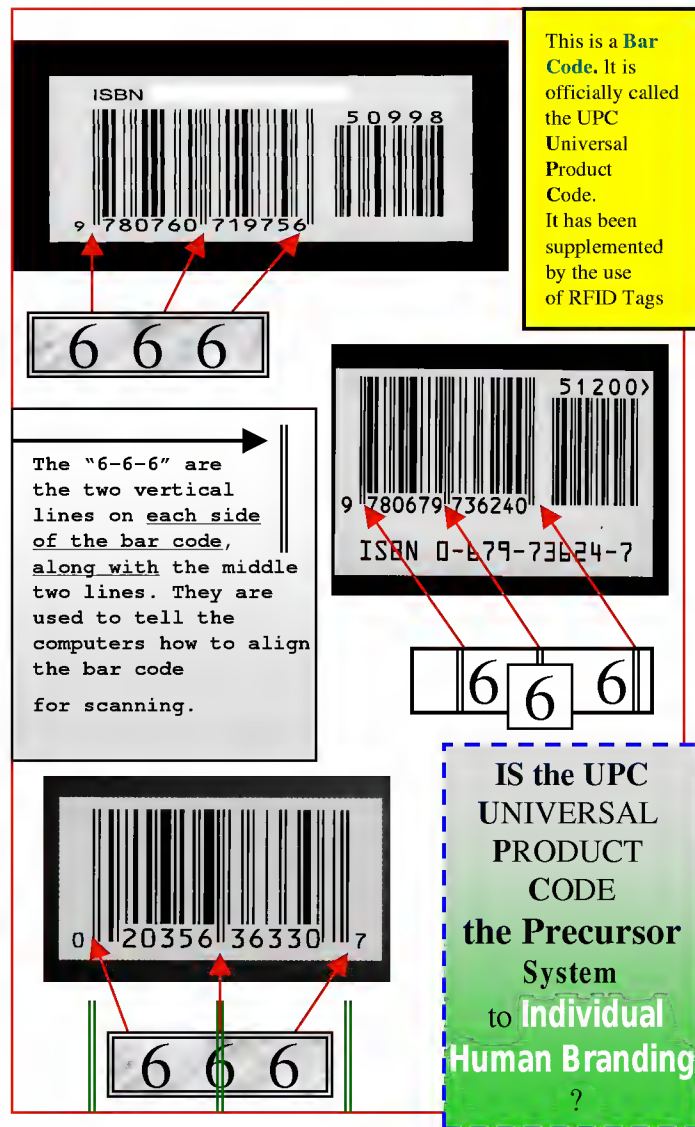 This is a Bar
Code. It is
officially called
the UPC
Universal
Product
Code.
It has been
supplemented
by the use
of RFID Tags
ISBN
50998
9 780760 719756
6 6 6
51200>
9 780679 736240
ISBN 0-679-73624-7
6 6 6
The "6-6-6" are
the two vertical
lines on each side
of the bar code,
along with the middle
two lines. They are
used to tell the
computers how to align
the bar code
for scanning.
0 20356 36330 7
6 6 6
IS the UPC
UNIVERSAL
PRODUCT
CODE
the Precursor
System
to Individual
Human Branding
?